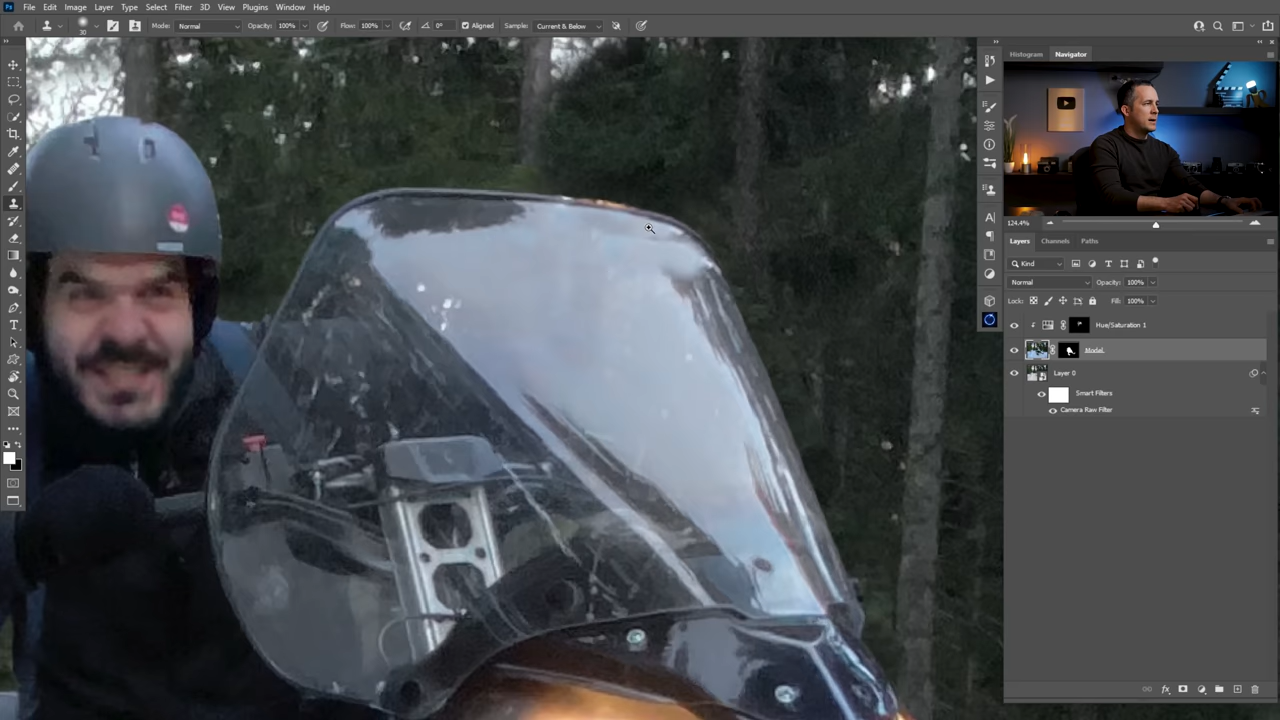 Ps File Edit Image Layer Type Select Filter 3D View Plugins Window Help
30 Mode: Normal Opacity: 100% Flow: 100% 0° Aligned Sample: Current & Below
Histogram Navigator
124.4%
Layers Channels Paths
Kind
Normal Opacity: 100%
Lock: Fill: 100%
Hue/Saturation 1
Model
Layer 0
Smart Filters
Camera Raw Filter